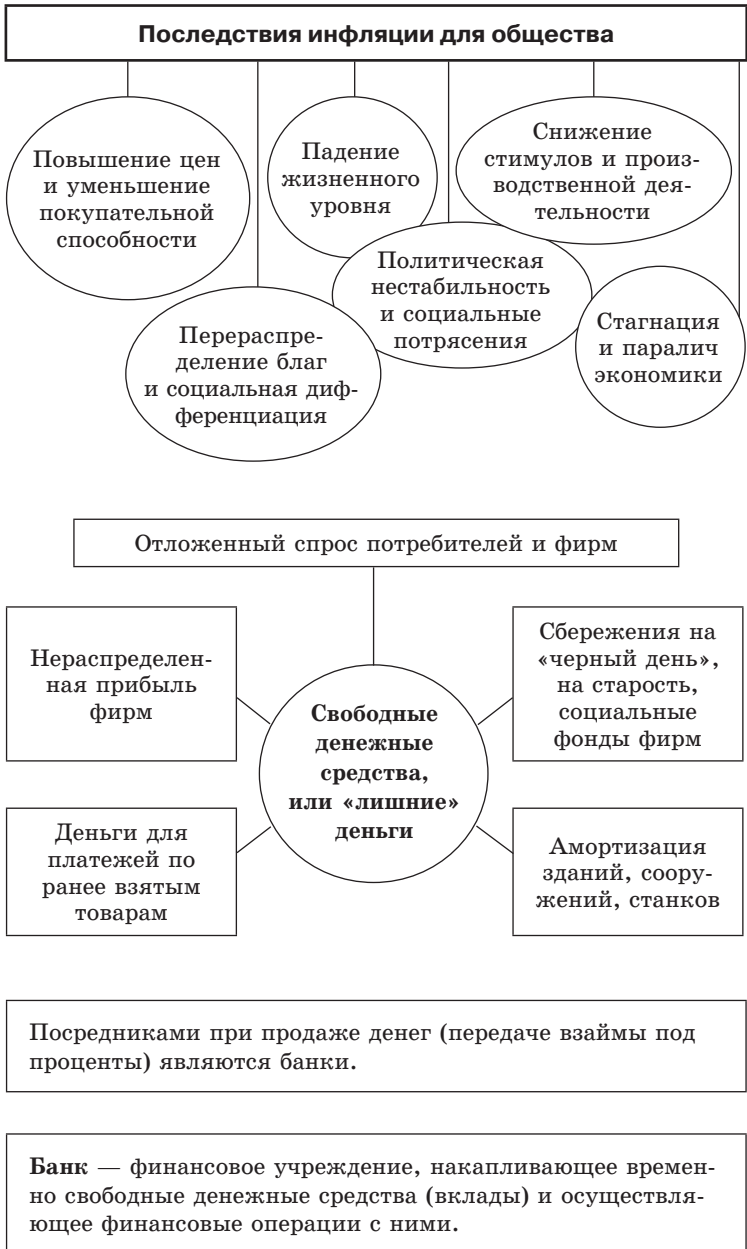 Последствия инфляции для общества
Повышение цен
и уменьшение
покупательной
способности
Перераспре-
деление благ
и социальная диф-
ференциация
Падение
жизненного
уровня
Политическая
нестабильность
и социальные
потрясения
Снижение
стимулов и произ-
водственной дея-
тельности
Стагнация
и паралич
экономики
Отложенный спрос потребителей и фирм
Нераспределен-
ная прибыль
фирм
Сбережения на
«черный день»,
на старость,
социальные
фонды фирм
Свободные
денежные
средства,
или «лишние»
деньги
Деньги для
платежей по
ранее взятым
товарам
Амортизация
зданий, соору-
жений, станков
Посредниками при продаже денег (передаче взаймы под
проценты) являются банки.
Банк — финансовое учреждение, накапливающее времен-
но свободные денежные средства (вклады) и осуществля-
ющее финансовые операции с ними.